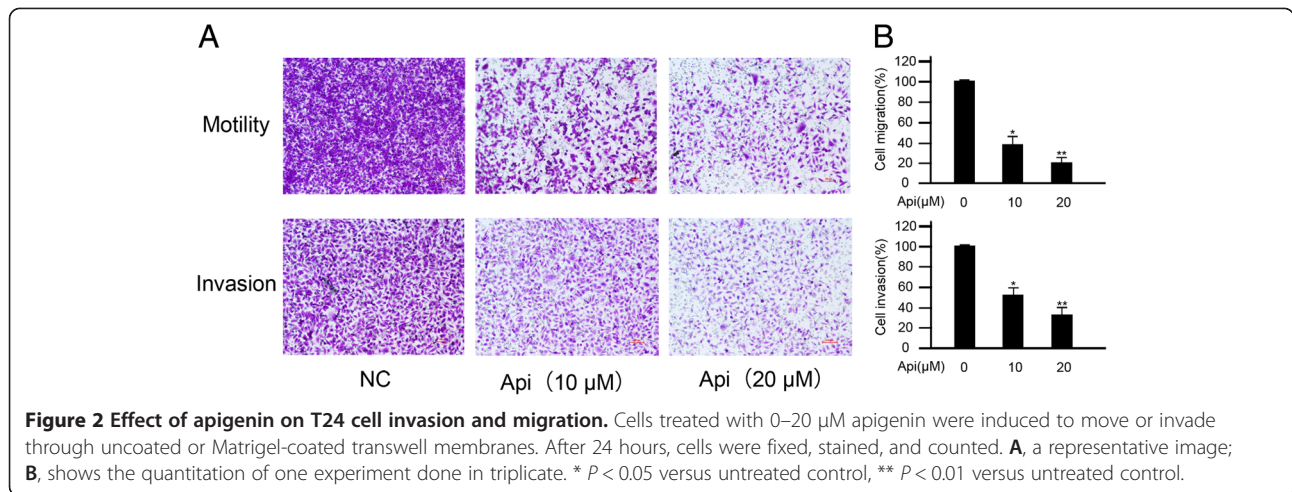 A
B
Motility
Invasion
NC
Api（10 μM）
Api（20 μM）
Cell migration(%)
120
100
80
60
40
20
0
*
**
Api(μM) 0 10 20
Cell invasion(%)
120
100
80
60
40
20
0
*
**
Api(μM) 0 10 20
Figure 2 Effect of apigenin on T24 cell invasion and migration. Cells treated with 0–20 μM apigenin were induced to move or invade
through uncoated or Matrigel-coated transwell membranes. After 24 hours, cells were fixed, stained, and counted. A, a representative image;
B, shows the quantitation of one experiment done in triplicate. * P < 0.05 versus untreated control, ** P < 0.01 versus untreated control.